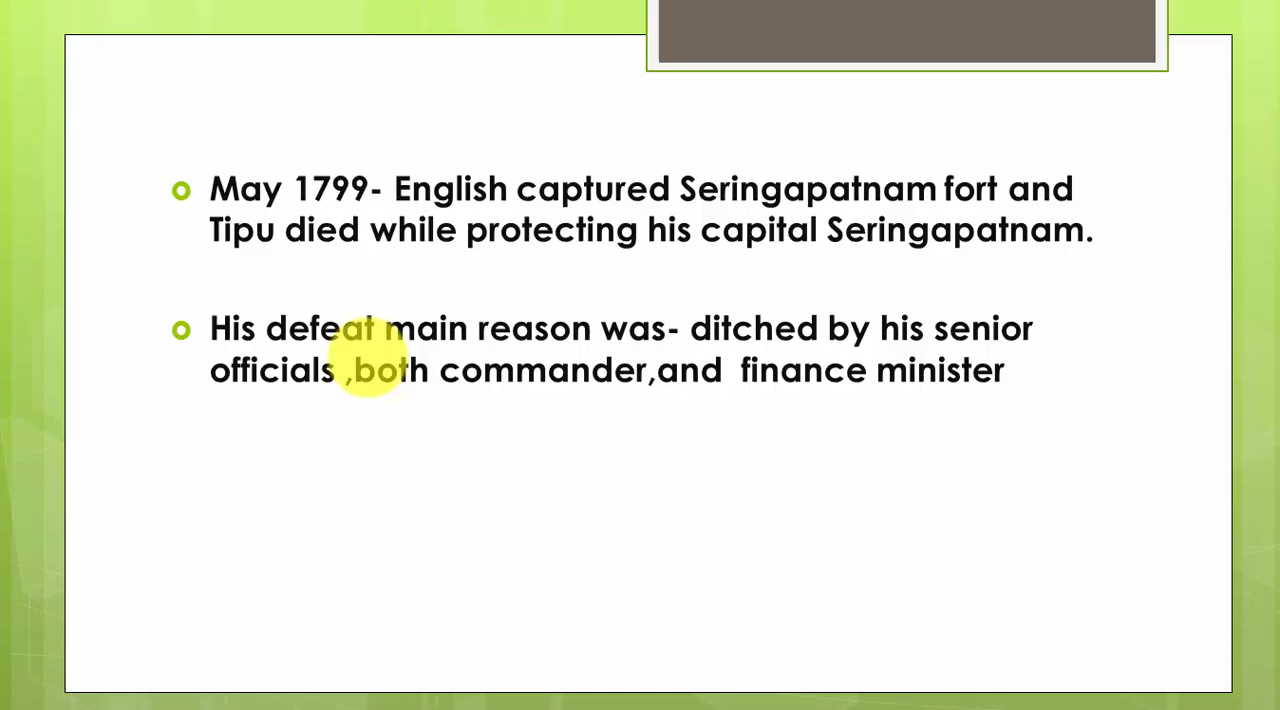 May 1799- English captured Seringapatnam fort and
Tipu died while protecting his capital Seringapatnam.
His defeat main reason was- ditched by his senior
officials ,both commander,and finance minister